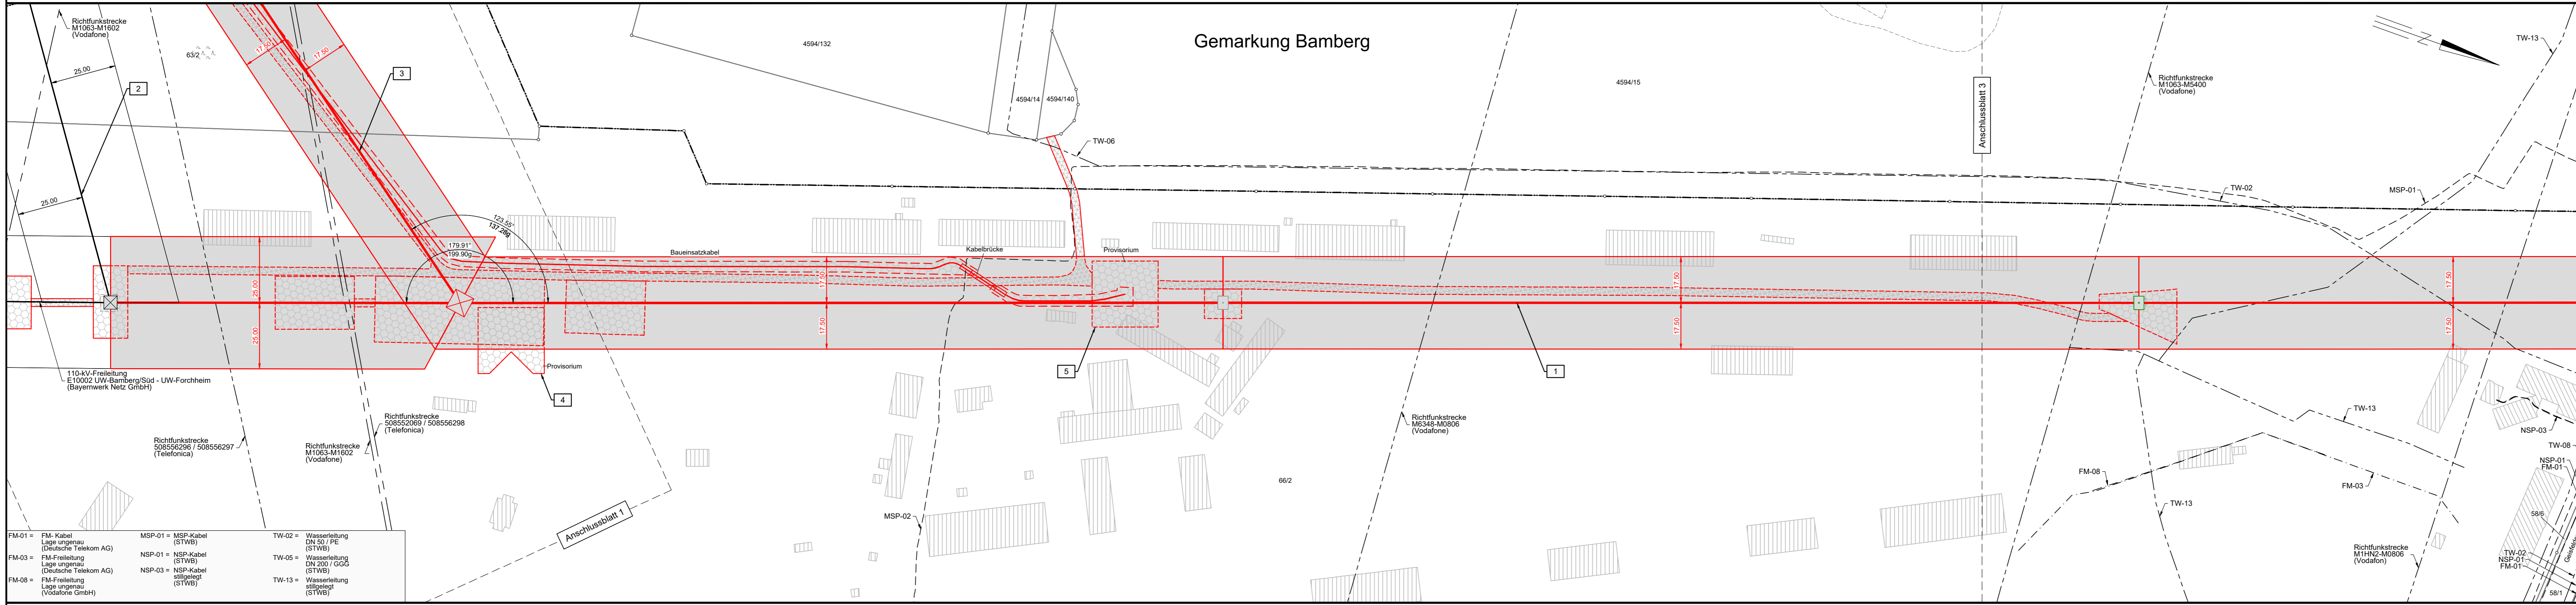 Richtfunkstrecke
M1063-M1602
(Vodafone)
63/2
17.50
17.50
3
2
25.00
25.00
4594/132
Gemarkung Bamberg
4594/14
4594/140
4594/15
TW-06
Anschlussblatt 3
Richtfunkstrecke
M1063-M5400
(Vodafone)
TW-13
TW-02
MSP-01
123.55°
137.28g
179.91°
199.90g
Baueinsatzkabel
Kabelbrücke
Provisorium
25.00
25.00
17.50
17.50
17.50
17.50
17.50
17.50
110-kV-Freileitung
E10002 UW-Bamberg/Süd - UW-Forchheim
(Bayernwerk Netz GmbH)
Provisorium
4
5
1
Richtfunkstrecke
508552069 / 508556298
(Telefonica)
Richtfunkstrecke
508556296 / 508556297
(Telefonica)
Richtfunkstrecke
M1063-M1602
(Vodafone)
Richtfunkstrecke
M6348-M0806
(Vodafone)
TW-13
NSP-03
TW-08
NSP-01
FM-01
FM-08
FM-03
TW-13
66/2
MSP-02
Anschlussblatt 1
58/6
Richtfunkstrecke
M1HN2-M0806
(Vodafon)
TW-02
NSP-01
FM-01
58/1
FM-01 = FM- Kabel
Lage ungenau
(Deutsche Telekom AG)
FM-03 = FM-Freileitung
Lage ungenau
(Deutsche Telekom AG)
FM-08 = FM-Freileitung
Lage ungenau
(Vodafone GmbH)
MSP-01 = MSP-Kabel
(STWB)
NSP-01 = NSP-Kabel
(STWB)
NSP-03 = NSP-Kabel
stillgelegt
(STWB)
TW-02 = Wasserleitung
DN 50 / PE
(STWB)
TW-05 = Wasserleitung
DN 200 / GGG
(STWB)
TW-13 = Wasserleitung
stillgelegt
(STWB)